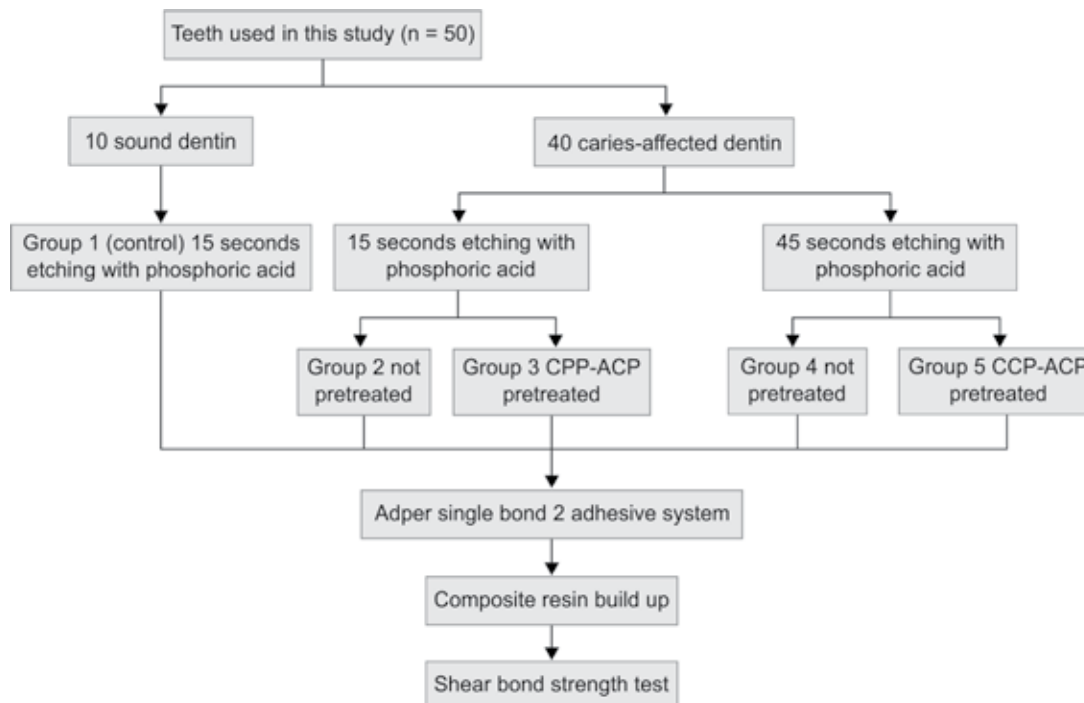 Teeth used in this study (n = 50)
10 sound dentin
40 caries-affected dentin
Group 1 (control) 15 seconds
etching with phosphoric acid
15 seconds etching with
phosphoric acid
45 seconds etching with
phosphoric acid
Group 2 not
pretreated
Group 3 CPP-ACP
pretreated
Group 4 not
pretreated
Group 5 CCP-ACP
pretreated
Adper single bond 2 adhesive system
Composite resin build up
Shear bond strength test